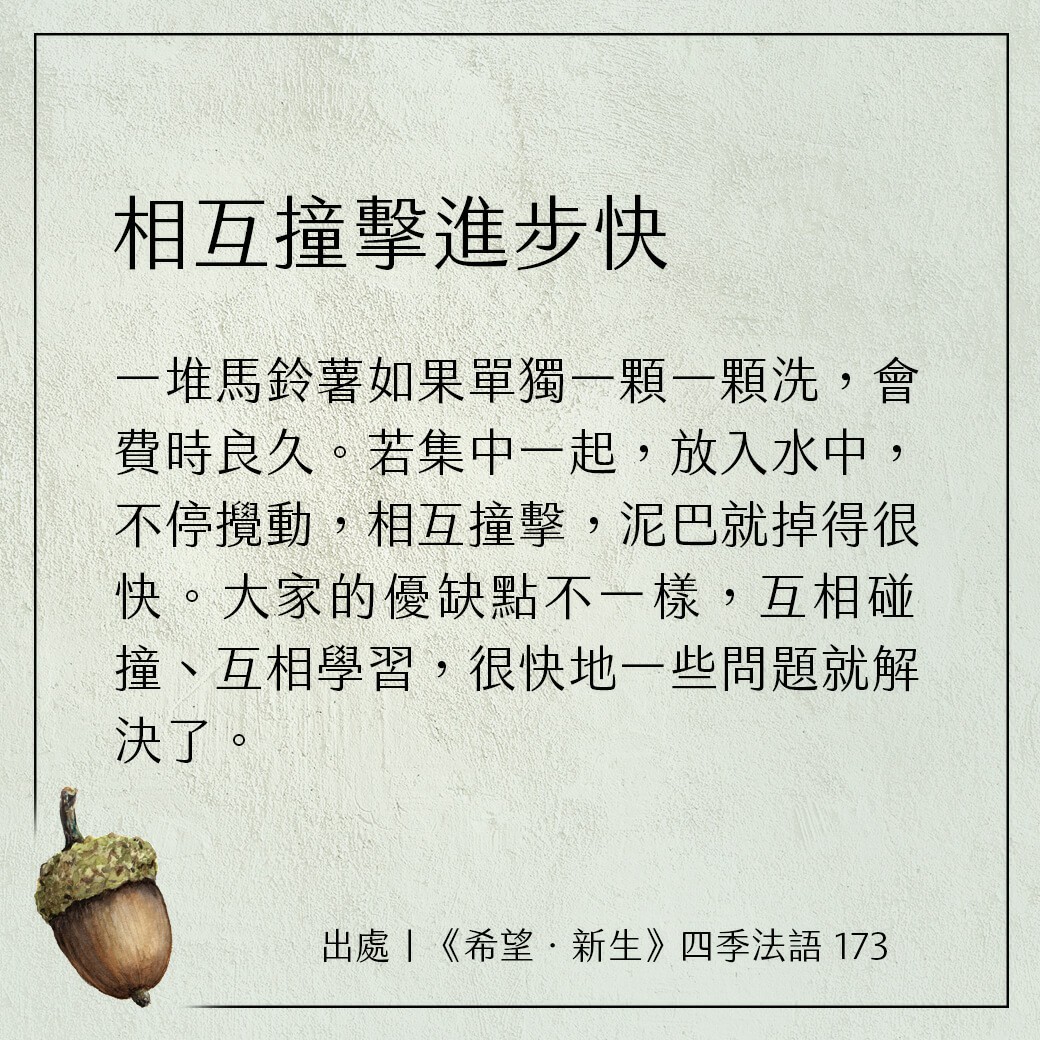 相互撞擊進步快
一堆馬鈴薯如果單獨一顆一顆洗，會
費時良久。若集中一起，放入水中，
不停攪動，相互撞擊，泥巴就掉得很
快。大家的優缺點不一樣，互相碰
撞、互相學習，很快地一些問題就解
決了。
出處｜《希望．新生》四季法語 173